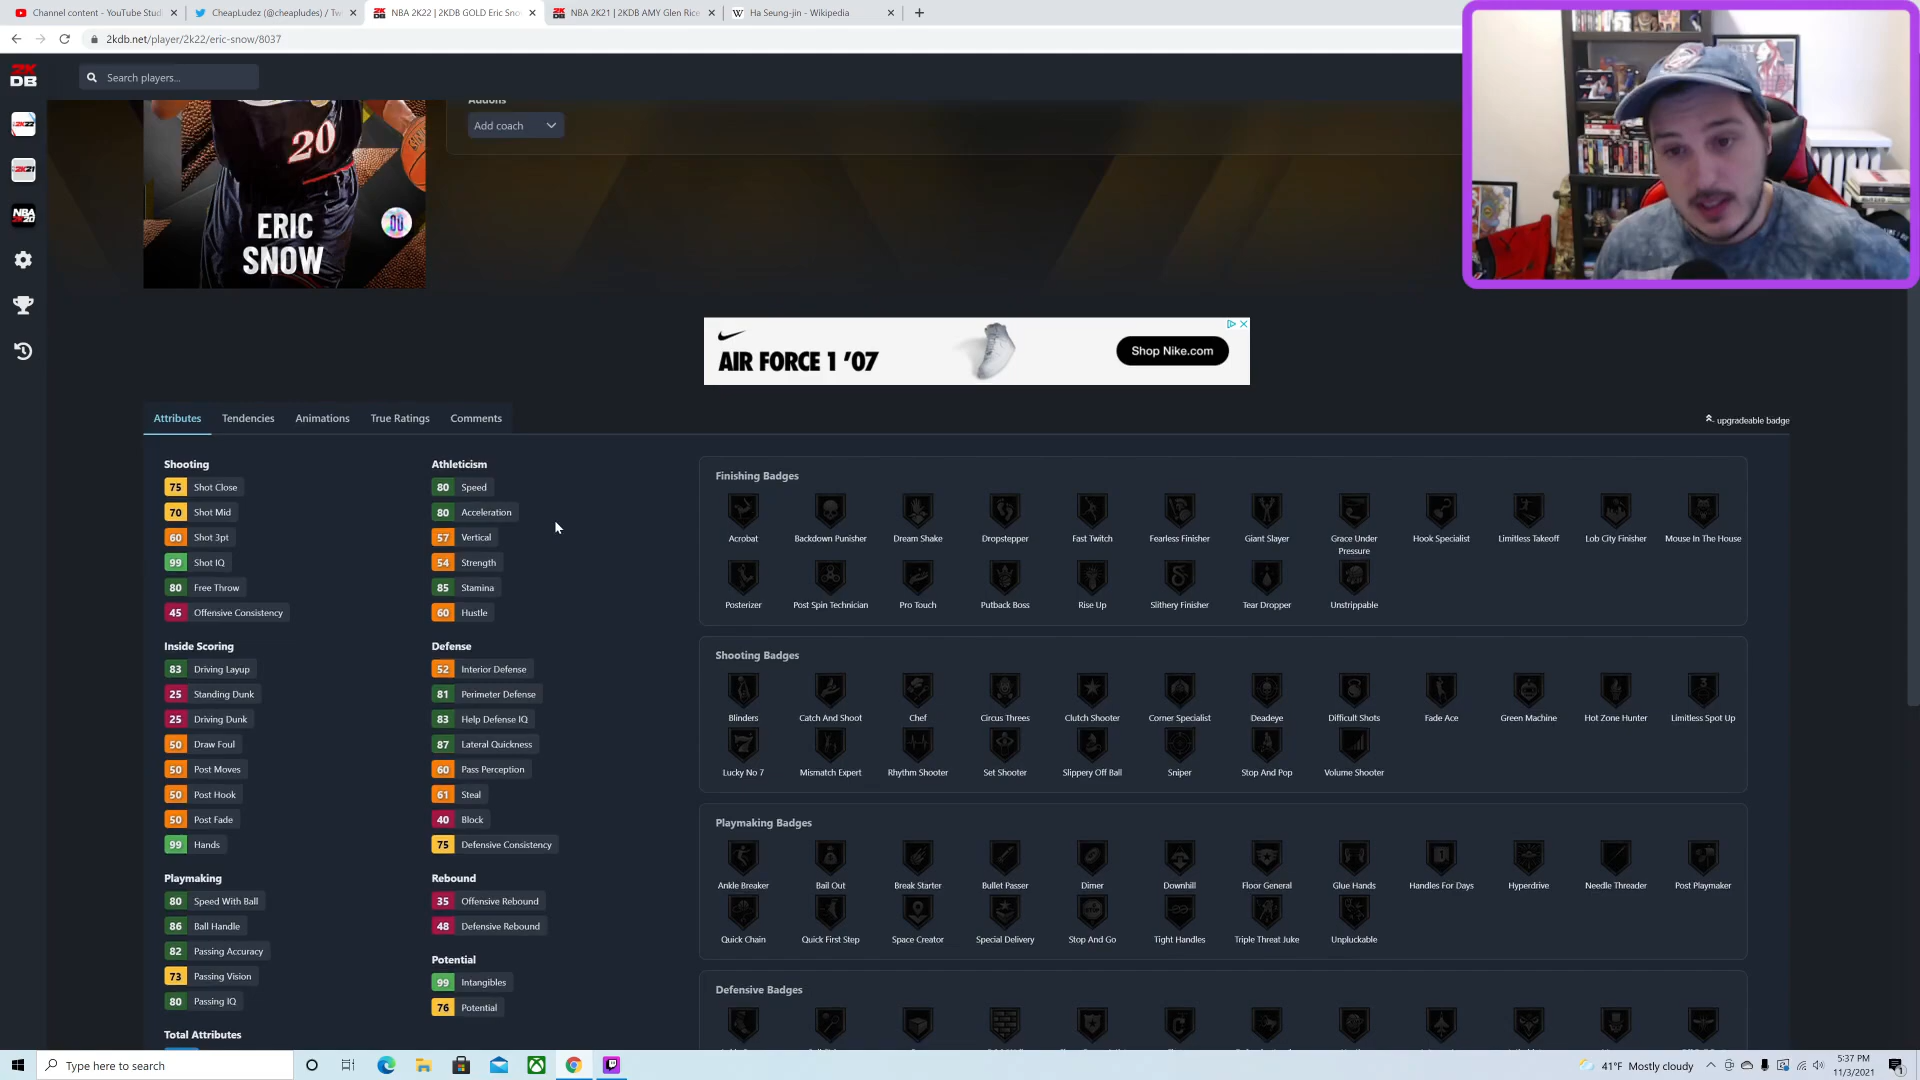 Channel content - YouTube Stud
CheapLudez (@cheapludes) / Tw
NBA 2K22 | 2KDB GOLD Eric Sno
NBA 2K21 | 2KDB AMY Glen Rice
Ha Seung-jin - Wikipedia
2kdb.net/player/2k22/eric-snow/8037
2K
DB
Search players...
Addons
Add coach
20
ERIC
SNOW
AIR FORCE 1 '07
Shop Nike.com
Attributes
Tendencies
Animations
True Ratings
Comments
upgradeable badge
Shooting
75 Shot Close
70 Shot Mid
60 Shot 3pt
99 Shot IQ
80 Free Throw
45 Offensive Consistency
Inside Scoring
83 Driving Layup
25 Standing Dunk
25 Driving Dunk
50 Draw Foul
50 Post Moves
50 Post Hook
50 Post Fade
99 Hands
Playmaking
80 Speed With Ball
86 Ball Handle
82 Passing Accuracy
73 Passing Vision
80 Passing IQ
Total Attributes
Athleticism
80 Speed
80 Acceleration
57 Vertical
54 Strength
85 Stamina
60 Hustle
Defense
52 Interior Defense
81 Perimeter Defense
83 Help Defense IQ
87 Lateral Quickness
60 Pass Perception
61 Steal
40 Block
75 Defensive Consistency
Rebound
35 Offensive Rebound
48 Defensive Rebound
Potential
99 Intangibles
76 Potential
Finishing Badges
Acrobat Backdown Punisher Dream Shake Dropstepper Fast Twitch Fearless Finisher Giant Slayer Grace Under Pressure Hook Specialist Limitless Takeoff Lob City Finisher Mouse In The House
Posterizer Post Spin Technician Pro Touch Putback Boss Rise Up Slithery Finisher Tear Dropper Unstrippable
Shooting Badges
Blinders Catch And Shoot Chef Circus Threes Clutch Shooter Corner Specialist Deadeye Difficult Shots Fade Ace Green Machine Hot Zone Hunter Limitless Spot Up
Lucky No 7 Mismatch Expert Rhythm Shooter Set Shooter Slippery Off Ball Sniper Stop And Pop Volume Shooter
Playmaking Badges
Ankle Breaker Bail Out Break Starter Bullet Passer Dimer Downhill Floor General Glue Hands Handles For Days Hyperdrive Needle Threader Post Playmaker
Quick Chain Quick First Step Space Creator Special Delivery Stop And Go Tight Handles Triple Threat Juke Unpluckable
Defensive Badges
Type here to search
41°F Mostly cloudy
5:37 PM
11/3/2021